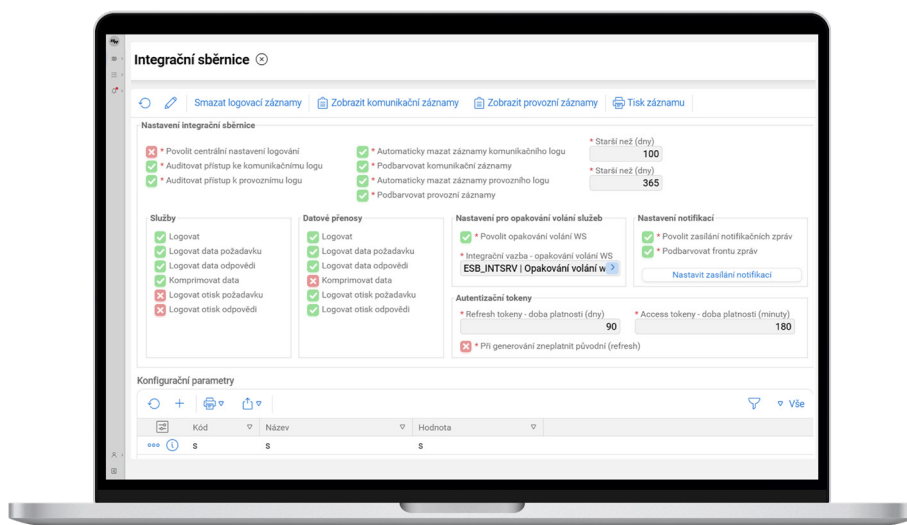 Integrační sběrnice
Smazat logovací záznamy Zobrazit komunikační záznamy Zobrazit provozní záznamy Tisk záznamu
Nastavení integrační sběrnice
* Povolit centrální nastavení logování
* Auditovat přístup ke komunikačnímu logu
* Auditovat přístup k provoznímu logu
* Automaticky mazat záznamy komunikačního logu
* Podbarvovat komunikační záznamy
* Automaticky mazat záznamy provozního logu
* Podbarvovat provozní záznamy
* Starší než (dny)
100
* Starší než (dny)
365
Služby
Logovat
Logovat data požadavku
Logovat data odpovědi
Komprimovat data
Logovat otisk požadavku
Logovat otisk odpovědi
Datové přenosy
Logovat
Logovat data požadavku
Logovat data odpovědi
Komprimovat data
Logovat otisk požadavku
Logovat otisk odpovědi
Nastavení pro opakování volání služeb
* Povolit opakování volání WS
* Integrační vazba - opakování volání WS
ESB_INTSRV | Opakování volání w
Nastavení notifikací
* Povolit zasílání notifikačních zpráv
* Podbarvovat frontu zpráv
Nastavit zasílání notifikací
Autentizační tokeny
* Refresh tokeny - doba platnosti (dny)
90
* Access tokeny - doba platnosti (minuty)
180
* Při generování zneplatnit původní (refresh)
Konfigurační parametry
Vše
Kód Název Hodnota
s s s